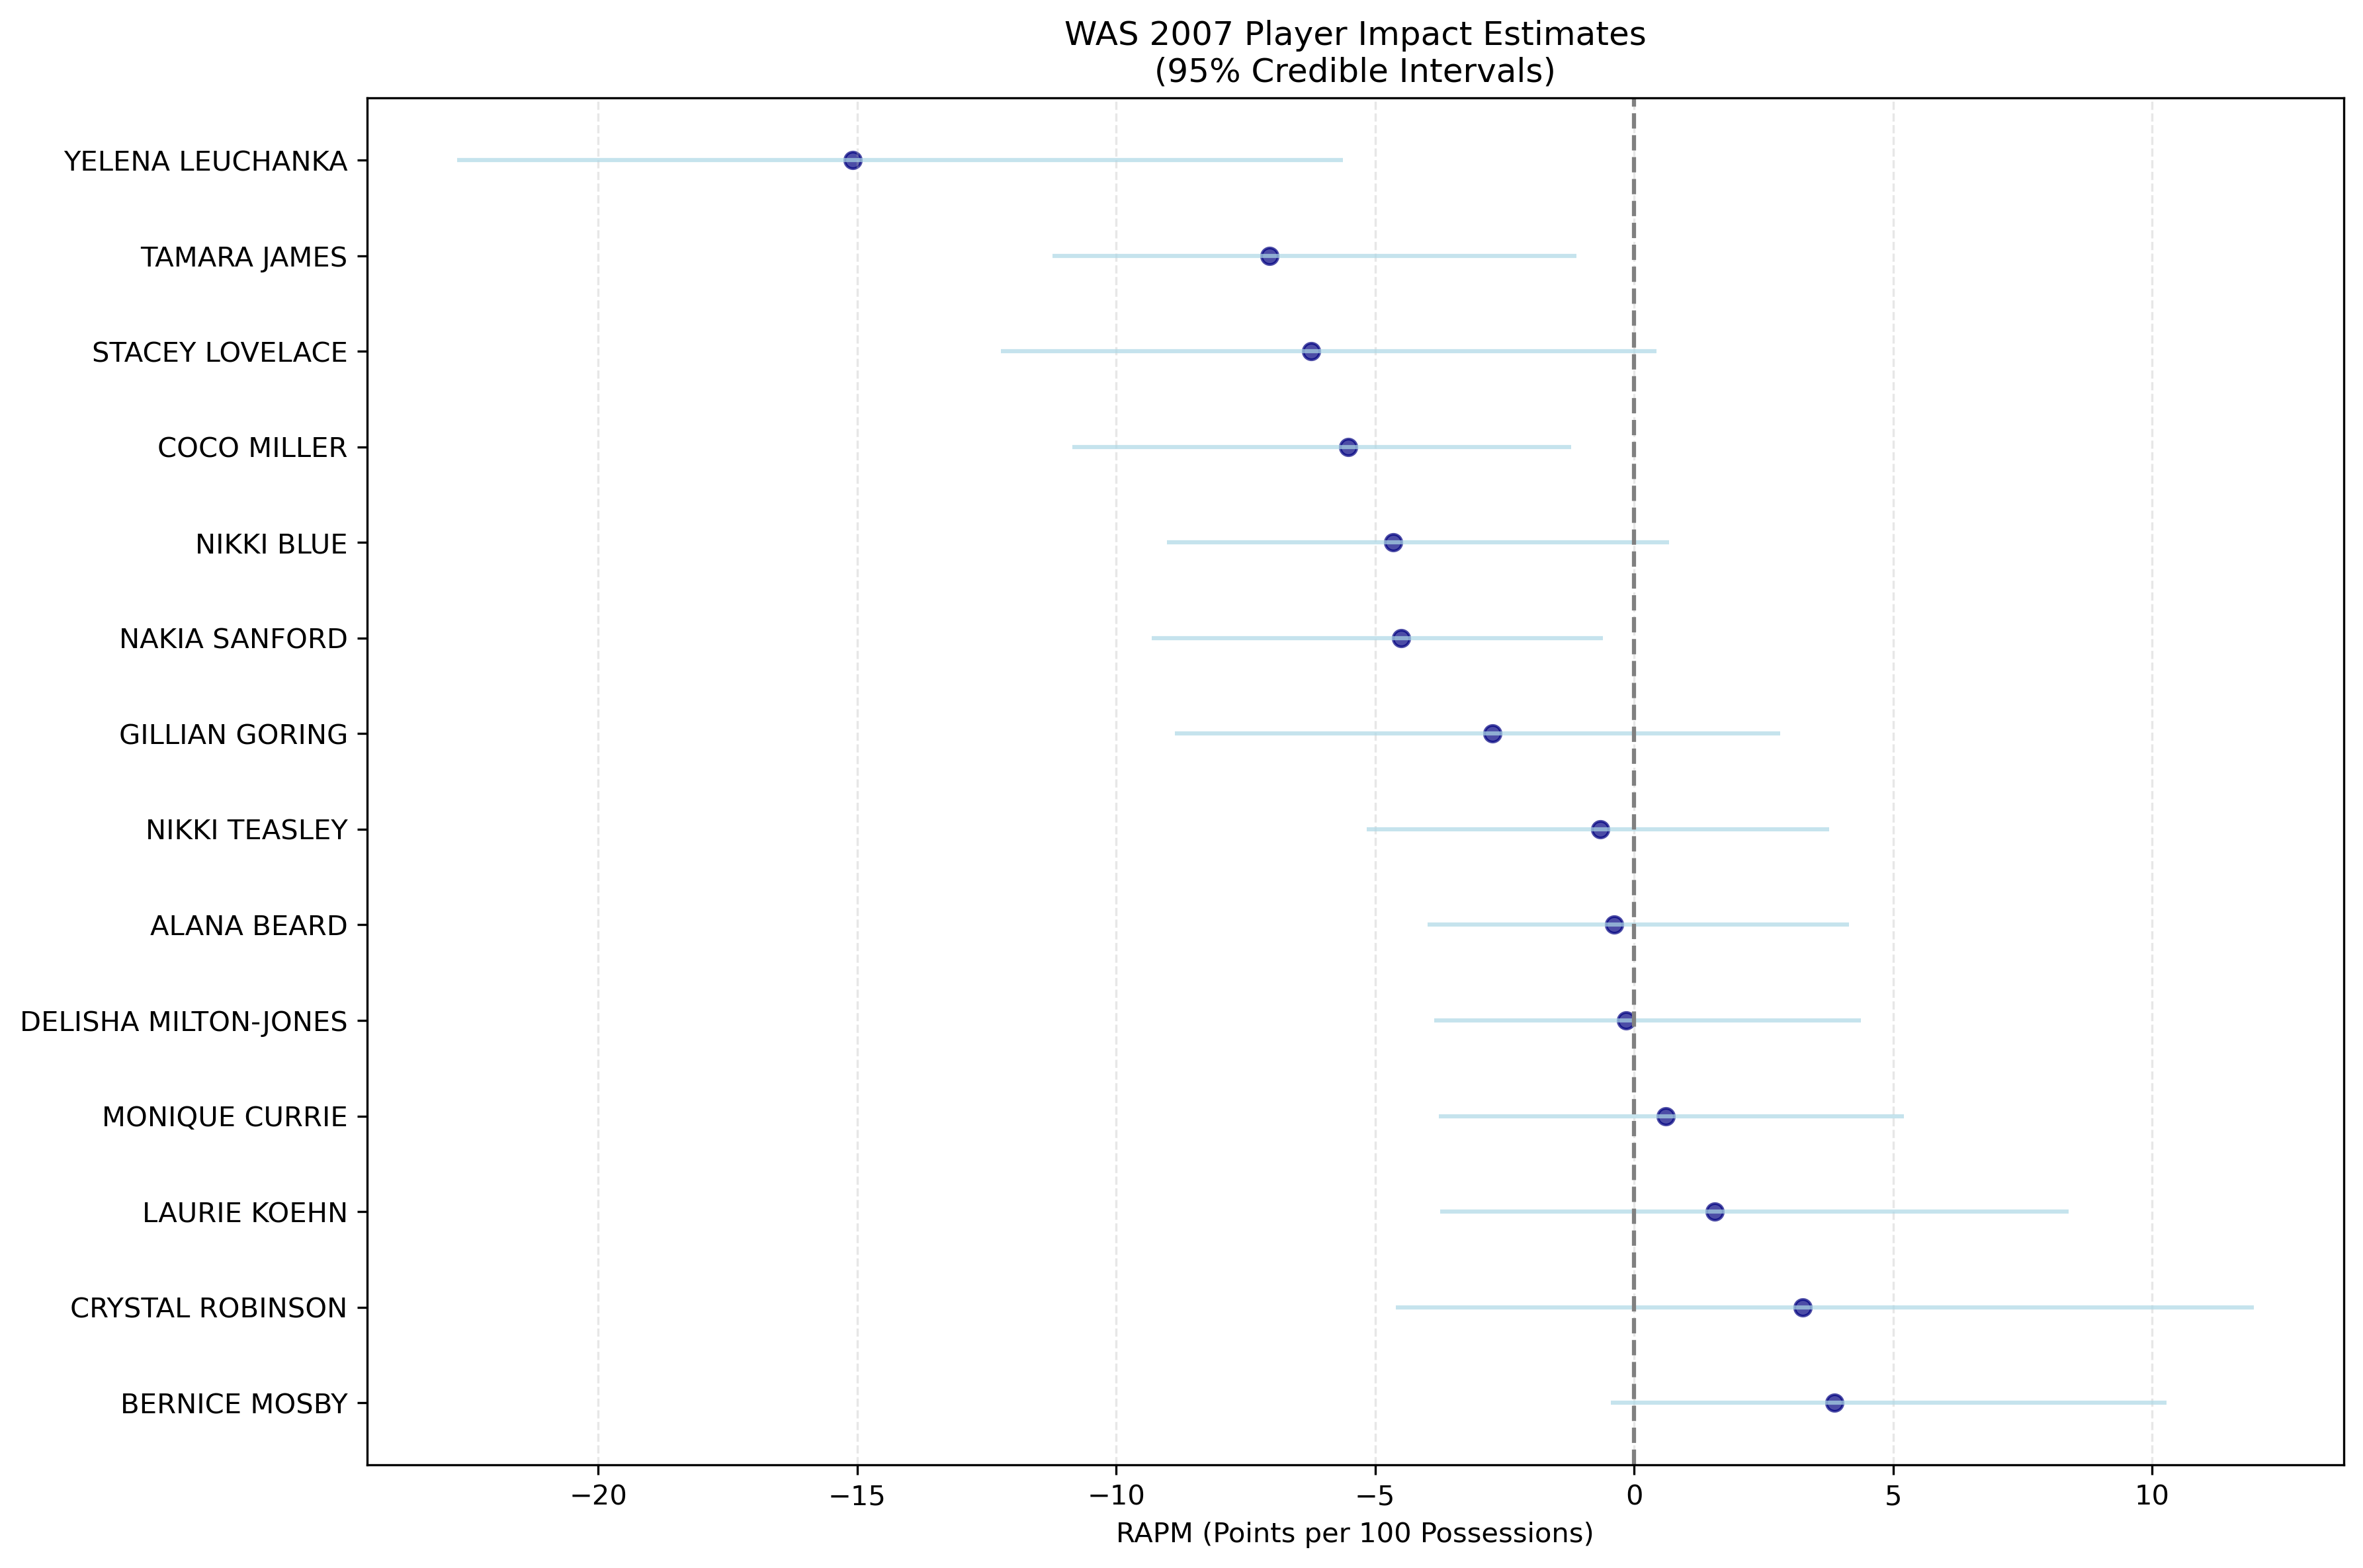 WAS 2007 Player Impact Estimates
(95% Credible Intervals)
YELENA LEUCHANKA
TAMARA JAMES
STACEY LOVELACE
COCO MILLER
NIKKI BLUE
NAKIA SANFORD
GILLIAN GORING
NIKKI TEASLEY
ALANA BEARD
DELISHA MILTON-JONES
MONIQUE CURRIE
LAURIE KOEHN
CRYSTAL ROBINSON
BERNICE MOSBY
−20 −15 −10 −5 0 5 10
RAPM (Points per 100 Possessions)